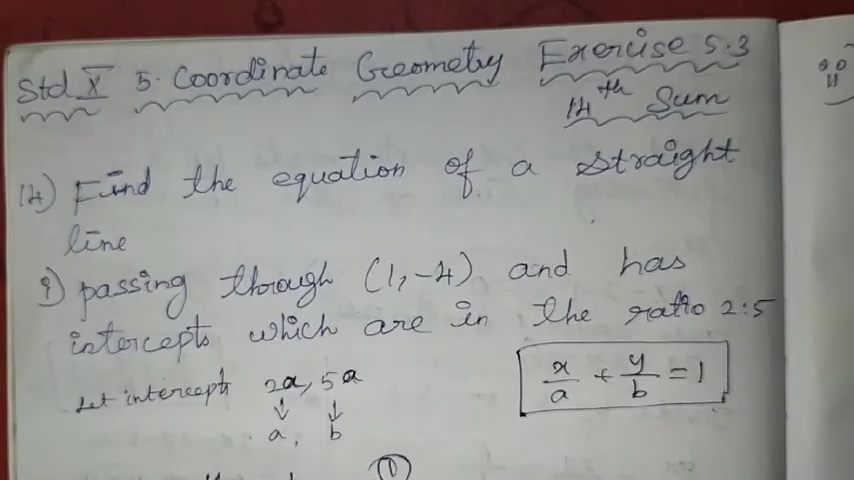 Std X 5. Coordinate Geometry Exercise 5.3
14th Sum
14) Find the equation of a straight
line
i) passing through (1,-4) and has
intercepts which are in the ratio 2:5
Let intercept 2a, 5a
↓ ↓
a, b
x/a + y/b = 1
(1)